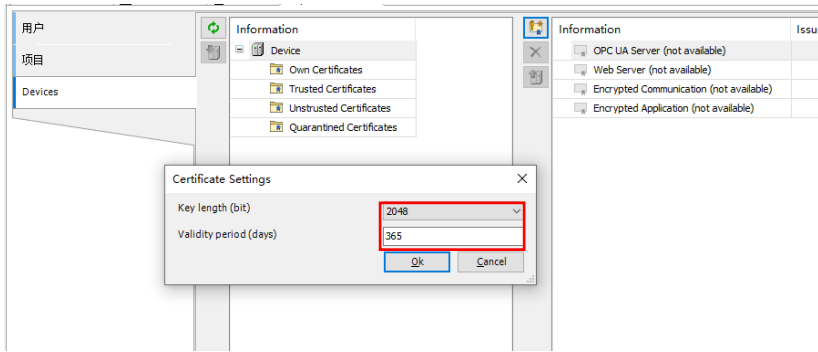 用户
项目
Devices
Information
Device
Own Certificates
Trusted Certificates
Unstrusted Certificates
Quarantined Certificates
Information
Issu
OPC UA Server (not available)
Web Server (not available)
Encrypted Communication (not available)
Encrypted Application (not available)
Certificate Settings
Key length (bit)
2048
Validity period (days)
365
Ok
Cancel